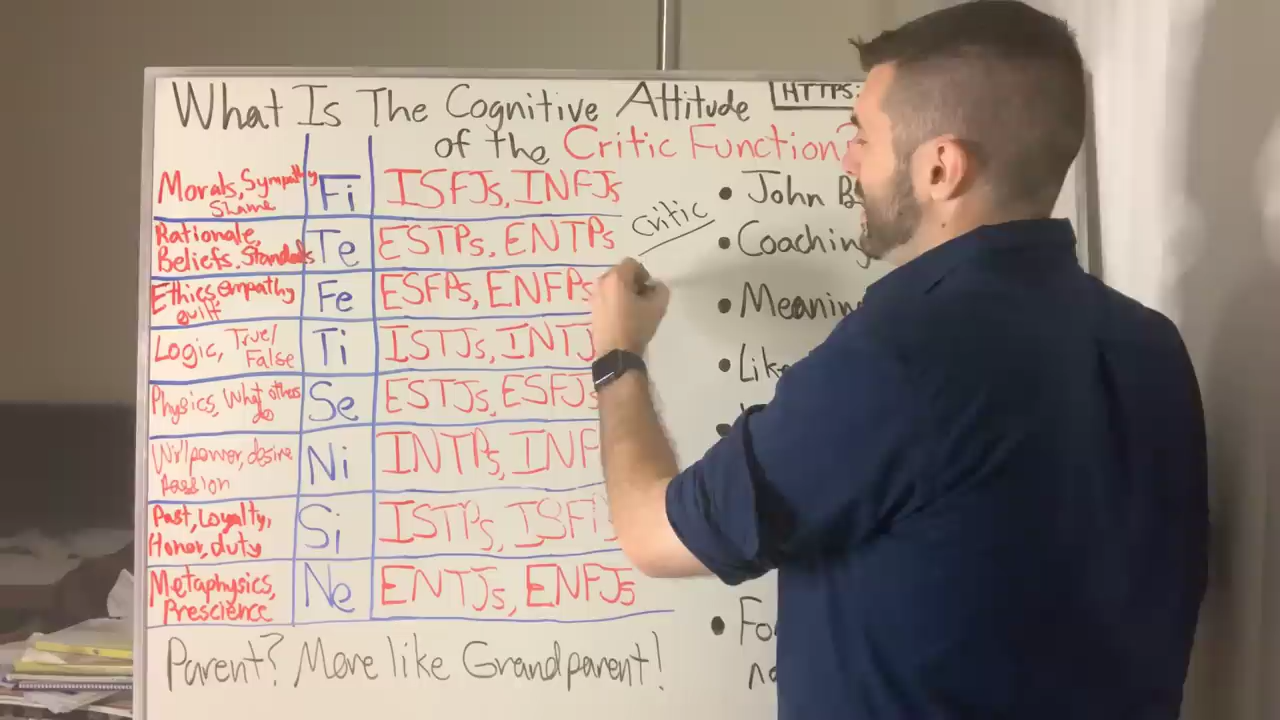 What Is The Cognitive Attitude
of the Critic Function?
HTTPS:
Morals, Sympathy
Shame
Fi
ISFJs, INFJs
Rationale,
Beliefs, Standards
Te
ESTPs, ENTPs
Ethics, empathy
guilt
Fe
ESFPs, ENFPs
Logic, True/
False
Ti
ISTJs, INTJ
Physics, What others
do
Se
ESTJs, ESFJs
Willpower, desire
passion
Ni
INTPs, INF
Past, Loyalty,
Honor, duty
Si
ISTPs, ISF
Metaphysics,
Prescience
Ne
ENTJs, ENFJs
Parent? More like Grandparent!
critic
• John B
• Coaching
• Meanin
• Like
• Fo
no